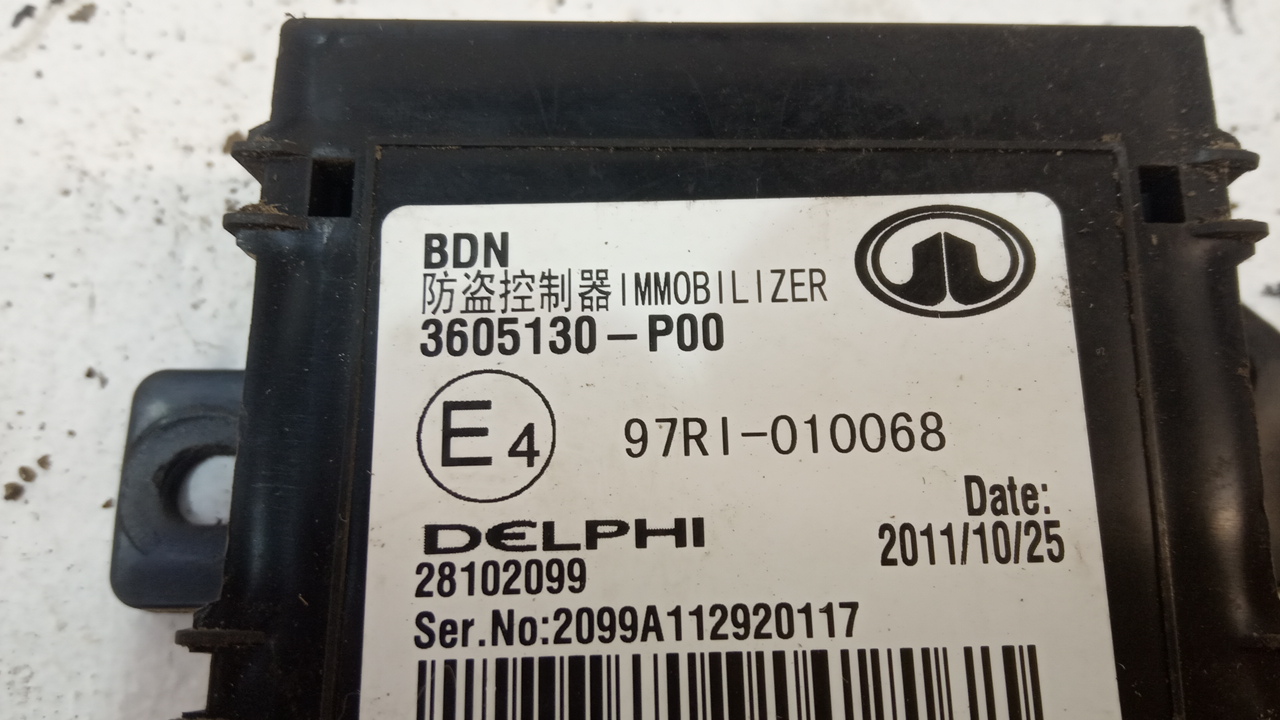 BDN
防盗控制器IMMOBILIZER
3605130-P00
E4
97RI-010068
Date:
2011/10/25
DELPHI
28102099
Ser.No:2099A112920117